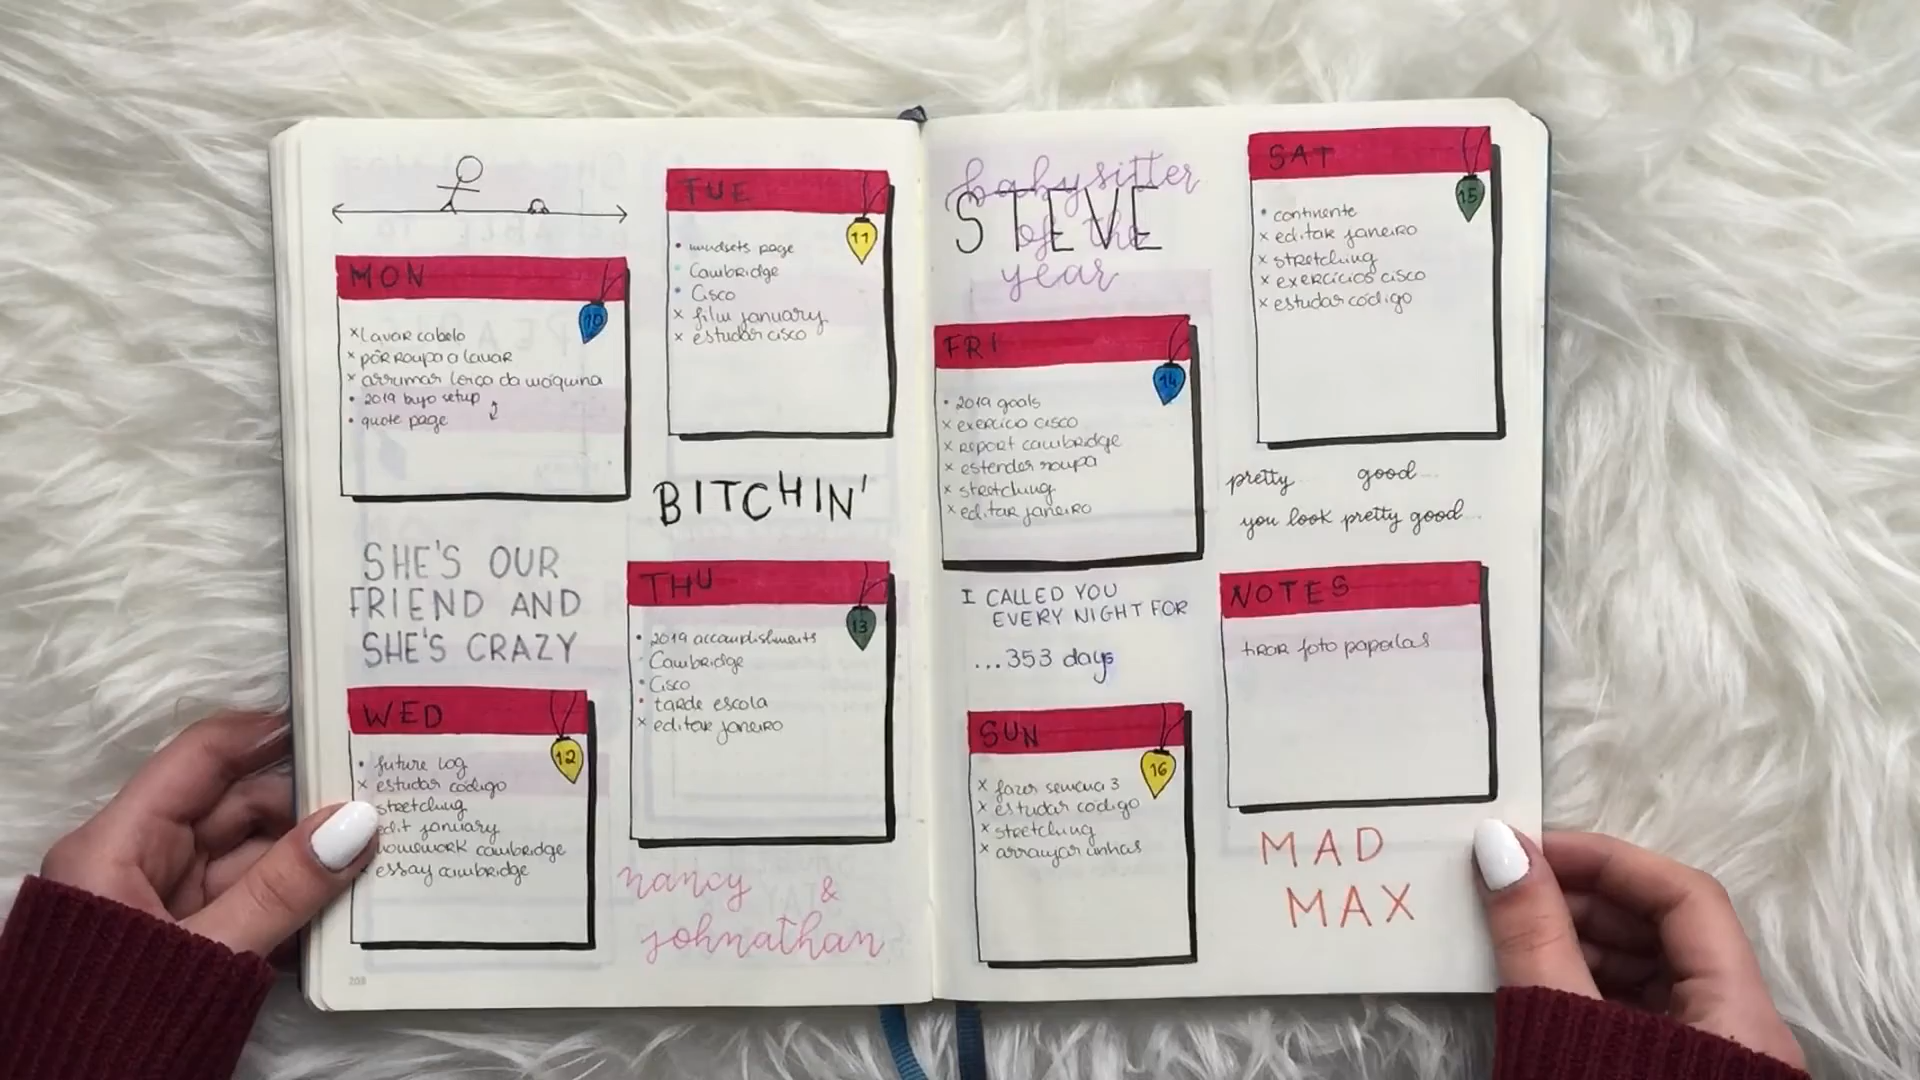 MON
10
×lavar cabelo
× pôr roupa a lavar
× arrumar loiça da máquina
• 2019 bujo setup
• quote page
SHE'S OUR
FRIEND AND
SHE'S CRAZY
WED
12
• future log
× estudar código
stretching
edit january
homework cambridge
× essay cambridge
208
TUE
11
• mindsets page
• Cambridge
• Cisco
× film january
× estudar cisco
BITCHIN'
THU
13
• 2019 accomplishments
Cambridge
• Cisco
• tarde escola
× editar janeiro
nancy &
johnathan
babysitter
STEVE
of the
year
FRI
14
• 2019 goals
× exercíco cisco
× report cambridge
× estender roupa
× stretching
× editar janeiro
I CALLED YOU
EVERY NIGHT FOR
...353 days
SUN
16
× fazer semana 3
× estudar código
× stretching
× arranjar unhas
SAT
15
• continente
× editar janeiro
× stretching
× exercícios cisco
× estudar código
pretty good...
you look pretty good...
NOTES
tirar foto
MAD
MAX